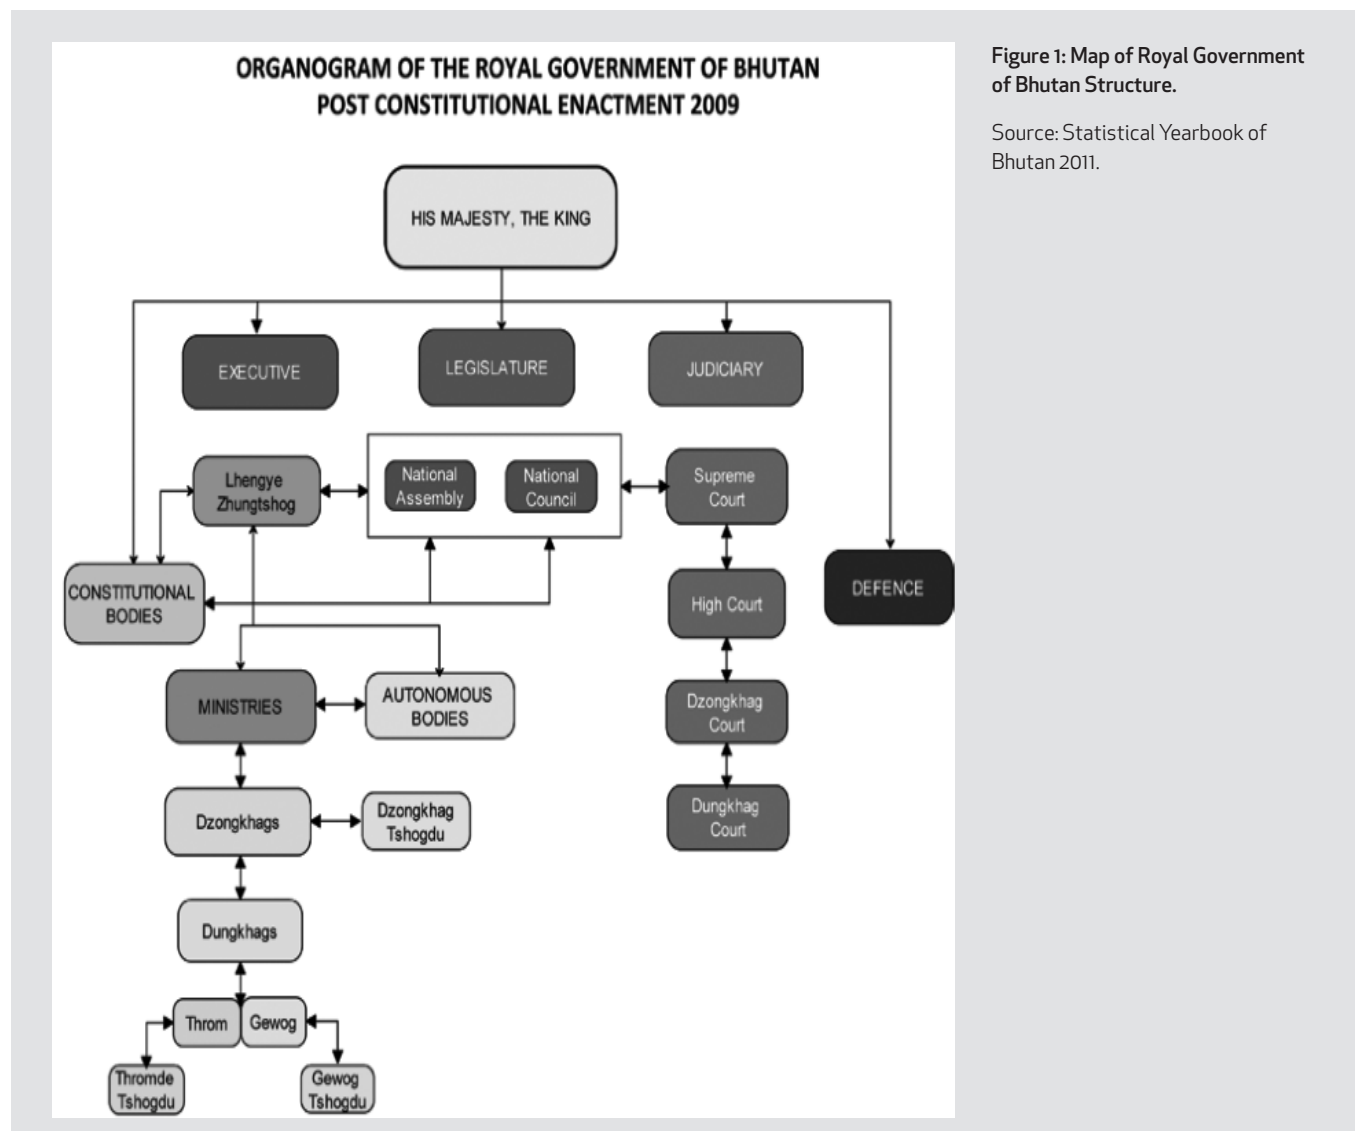 ORGANOGRAM OF THE ROYAL GOVERNMENT OF BHUTAN
POST CONSTITUTIONAL ENACTMENT 2009
Figure 1: Map of Royal Government
of Bhutan Structure.
Source: Statistical Yearbook of
Bhutan 2011.
HIS MAJESTY, THE KING
EXECUTIVE
LEGISLATURE
JUDICIARY
Lhengye
Zhungtshog
National
Assembly
National
Council
Supreme
Court
CONSTITUTIONAL
BODIES
High Court
DEFENCE
MINISTRIES
AUTONOMOUS
BODIES
Dzongkhag
Court
Dzongkhags
Dzongkhag
Tshogdu
Dungkhag
Court
Dungkhags
Throm
Gewog
Thromde
Tshogdu
Gewog
Tshogdu